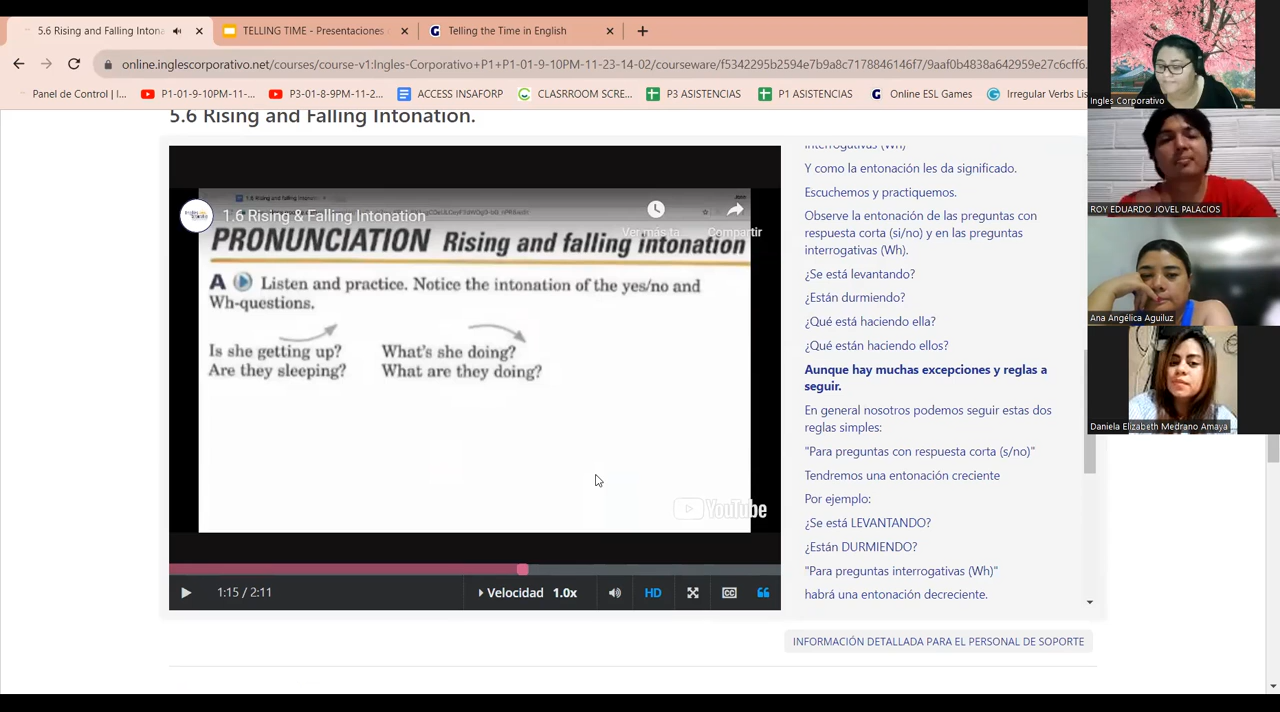 5.6 Rising and Falling Intona
TELLING TIME - Presentaciones
Telling the Time in English
online.inglescorporativo.net/courses/course-v1:Ingles-Corporativo+P1+P1-01-9-10PM-11-23-14-02/courseware/f5342295b2594e7b9a8c7178846146f7/9aaf0b4838a642959e27c6cff6...
Panel de Control | I...
P1-01-9-10PM-11-...
P3-01-8-9PM-11-2...
ACCESS INSAFORP
CLASRROOM SCRE...
P3 ASISTENCIAS
P1 ASISTENCIAS
Online ESL Games
Irregular Verbs Lis
Ingles Corporativo
ROY EDUARDO JOVEL PALACIOS
Ana Angélica Aguiluz
Daniela Elizabeth Medrano Amaya
5.6 Rising and Falling Intonation.
1.6 Rising & Falling Intonation
Ver más ta...
Compartir
PRONUNCIATION Rising and falling intonation
A Listen and practice. Notice the intonation of the yes/no and
Wh-questions.
Is she getting up? What's she doing?
Are they sleeping? What are they doing?
YouTube
1:15 / 2:11
Velocidad 1.0x
HD
CC
interrogativas (Wh)
Y como la entonación les da significado.
Escuchemos y practiquemos.
Observe la entonación de las preguntas con
respuesta corta (si/no) y en las preguntas
interrogativas (Wh).
¿Se está levantando?
¿Están durmiendo?
¿Qué está haciendo ella?
¿Qué están haciendo ellos?
Aunque hay muchas excepciones y reglas a
seguir.
En general nosotros podemos seguir estas dos
reglas simples:
"Para preguntas con respuesta corta (s/no)"
Tendremos una entonación creciente
Por ejemplo:
¿Se está LEVANTANDO?
¿Están DURMIENDO?
"Para preguntas interrogativas (Wh)"
habrá una entonación decreciente.
INFORMACIÓN DETALLADA PARA EL PERSONAL DE SOPORTE